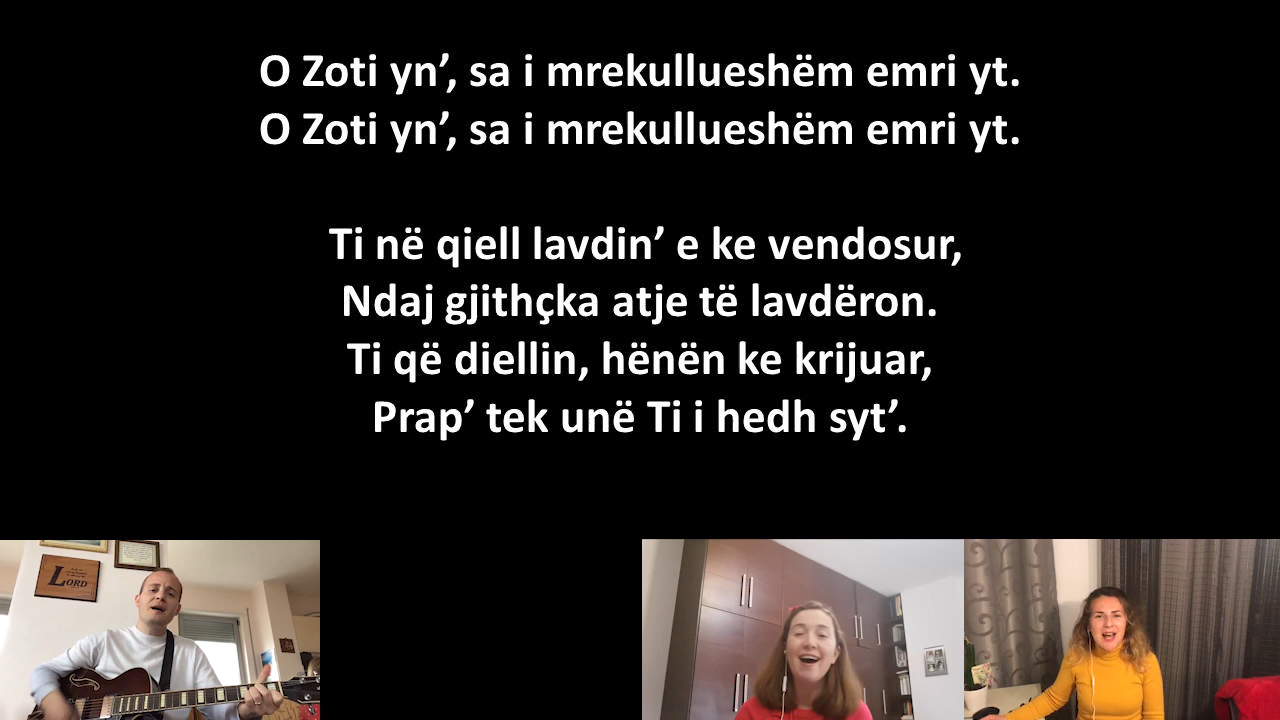 O Zoti yn’, sa i mrekullueshëm emri yt.
O Zoti yn’, sa i mrekullueshëm emri yt.
Ti në qiell lavdin’ e ke vendosur,
Ndaj gjithçka atje të lavdëron.
Ti që diellin, hënën ke krijuar,
Prap’ tek unë Ti i hedh syt’.
LORD